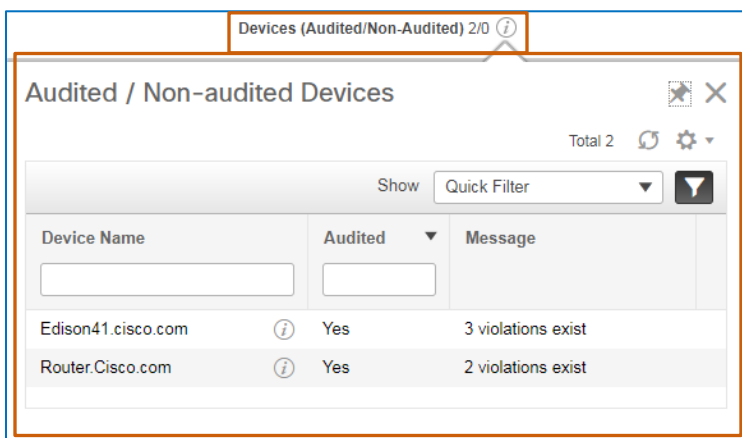 Devices (Audited/Non-Audited) 2/0 i
Audited / Non-audited Devices
Total 2
Show Quick Filter
Device Name Audited Message
Edison41.cisco.com i Yes 3 violations exist
Router.Cisco.com i Yes 2 violations exist